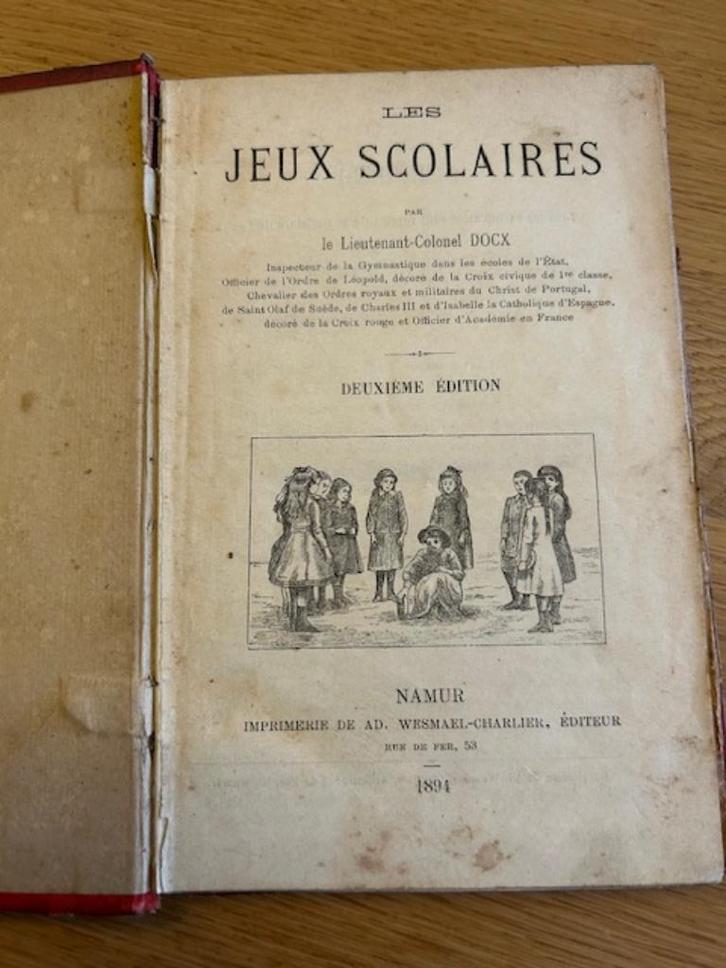 LES
JEUX SCOLAIRES
PAR
le Lieutenant-Colonel DOCX
Inspecteur de la Gymnastique dans les écoles de l'État,
Officier de l'Ordre de Léopold, décoré de la Croix civique de 1re classe,
Chevalier des Ordres royaux et militaires du Christ de Portugal,
de Saint Olaf de Suède, de Charles III et d'Isabelle la Catholique d'Espagne,
décoré de la Croix rouge et Officier d'Académie en France
DEUXIÉME ÉDITION
NAMUR
IMPRIMERIE DE AD. WESMAEL-CHARLIER, ÉDITEUR
RUE DE FER, 53
1894